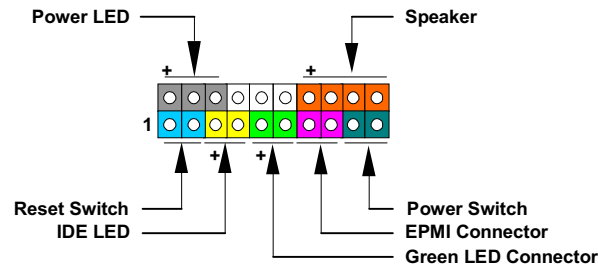 Power LED
Speaker
+ +
1
+ +
Reset Switch
Power Switch
IDE LED
EPMI Connector
Green LED Connector